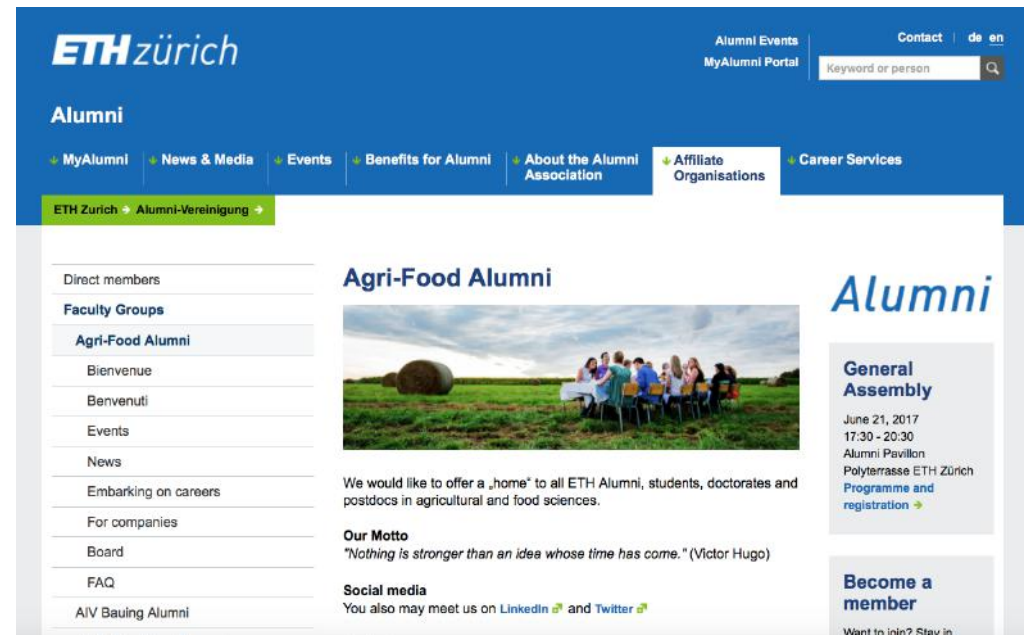 ETH zürich
Alumni Events
MyAlumni Portal
Contact | de en
Keyword or person
Alumni
MyAlumni
News & Media
Events
Benefits for Alumni
About the Alumni
Association
Affiliate
Organisations
Career Services
ETH Zurich → Alumni-Vereinigung →
Direct members
Faculty Groups
Agri-Food Alumni
Bienvenue
Benvenuti
Events
News
Embarking on careers
For companies
Board
FAQ
AIV Bauing Alumni
Agri-Food Alumni
We would like to offer a „home“ to all ETH Alumni, students, doctorates and
postdocs in agricultural and food sciences.
Our Motto
"Nothing is stronger than an idea whose time has come." (Victor Hugo)
Social media
You also may meet us on LinkedIn and Twitter
Alumni
General
Assembly
June 21, 2017
17:30 - 20:30
Alumni Pavillon
Polyterrasse ETH Zürich
Programme and
registration →
Become a
member
Want to join? Stay in